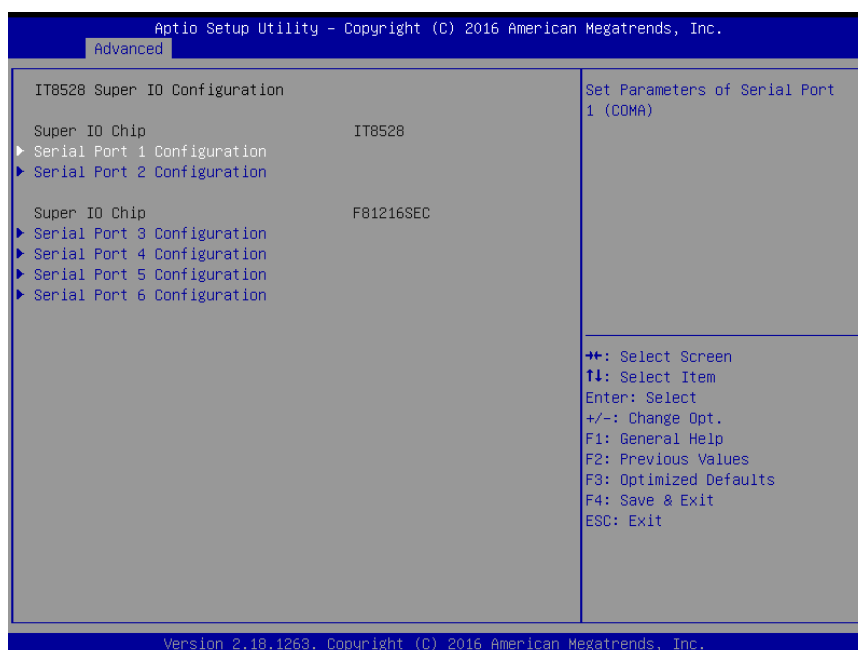 Aptio Setup Utility – Copyright (C) 2016 American Megatrends, Inc.
Advanced
IT8528 Super IO Configuration
Super IO Chip IT8528
▶ Serial Port 1 Configuration
▶ Serial Port 2 Configuration
Super IO Chip F81216SEC
▶ Serial Port 3 Configuration
▶ Serial Port 4 Configuration
▶ Serial Port 5 Configuration
▶ Serial Port 6 Configuration
Set Parameters of Serial Port
1 (COMA)
→←: Select Screen
↑↓: Select Item
Enter: Select
+/-: Change Opt.
F1: General Help
F2: Previous Values
F3: Optimized Defaults
F4: Save & Exit
ESC: Exit
Version 2.18.1263. Copyright (C) 2016 American Megatrends, Inc.